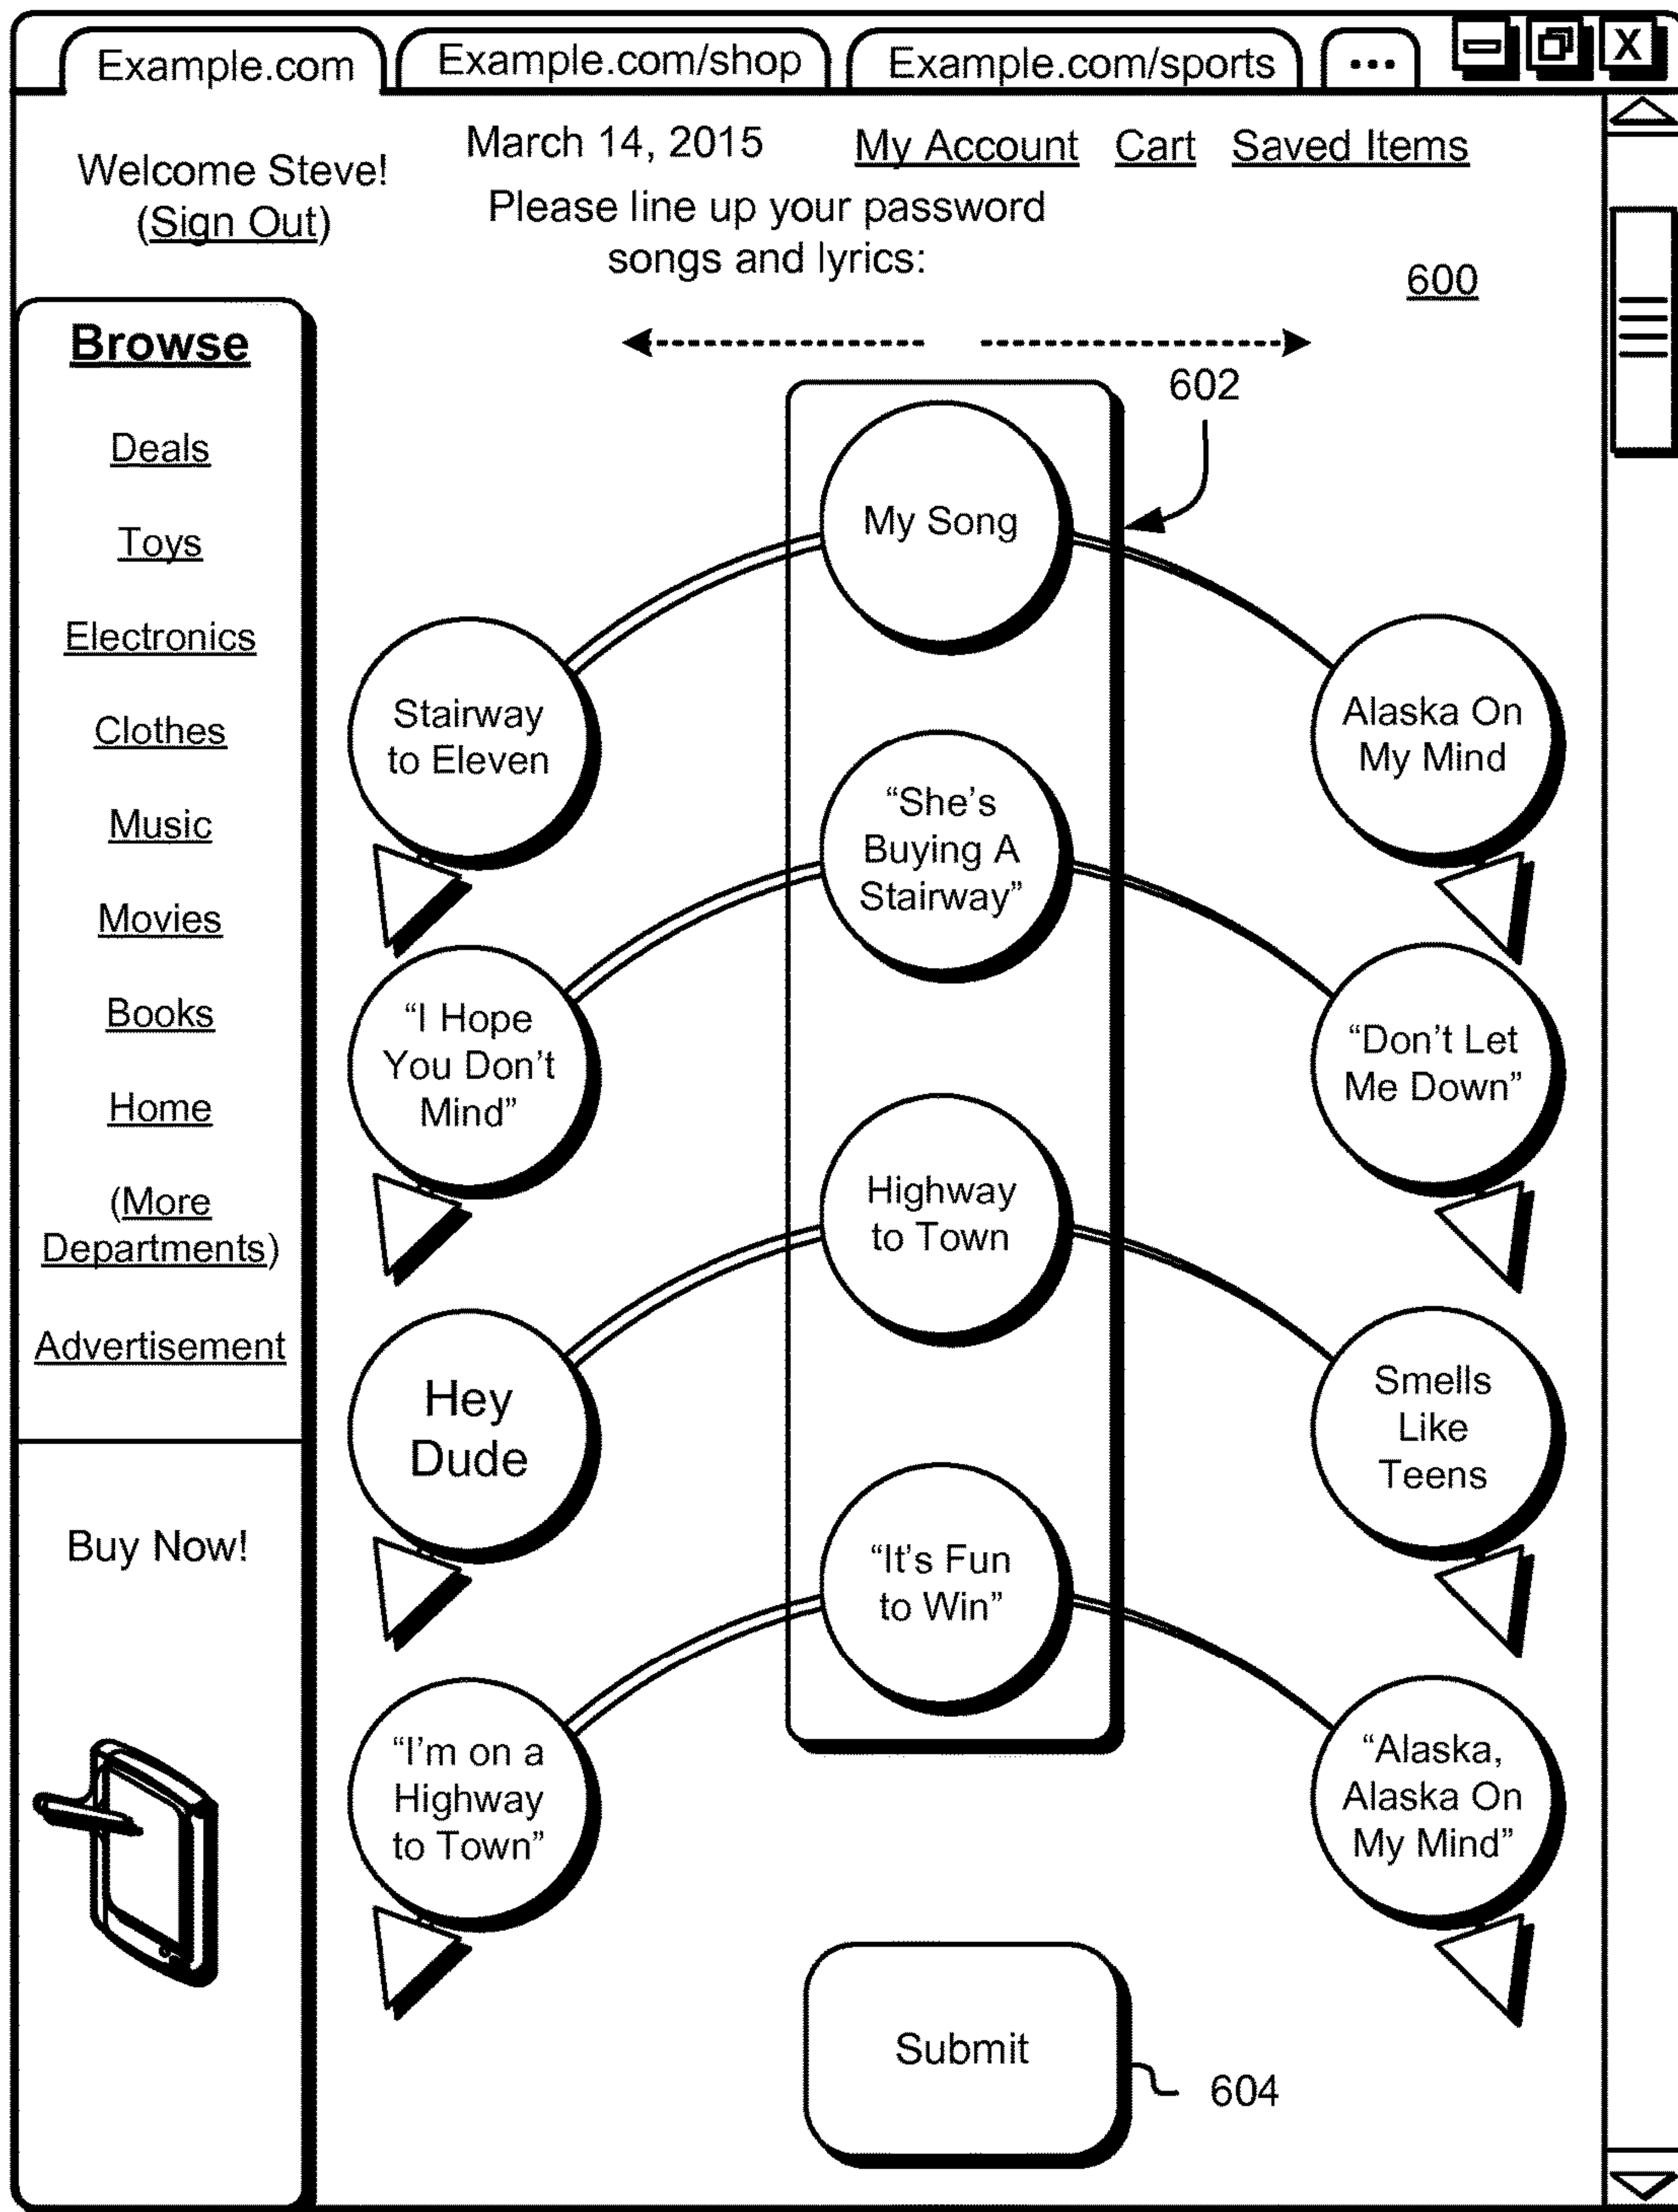 Example.com
Example.com/shop
Example.com/sports
...
X
Welcome Steve!
(Sign Out)
March 14, 2015
My Account
Cart
Saved Items
Please line up your password
songs and lyrics:
600
Browse
Deals
Toys
Electronics
Clothes
Music
Movies
Books
Home
(More
Departments)
Advertisement
Buy Now!
602
My Song
Stairway
to Eleven
Alaska On
My Mind
“She’s
Buying A
Stairway”
“I Hope
You Don’t
Mind”
“Don’t Let
Me Down”
Highway
to Town
Hey
Dude
Smells
Like
Teens
“It’s Fun
to Win”
“I’m on a
Highway
to Town”
“Alaska,
Alaska On
My Mind”
Submit
604